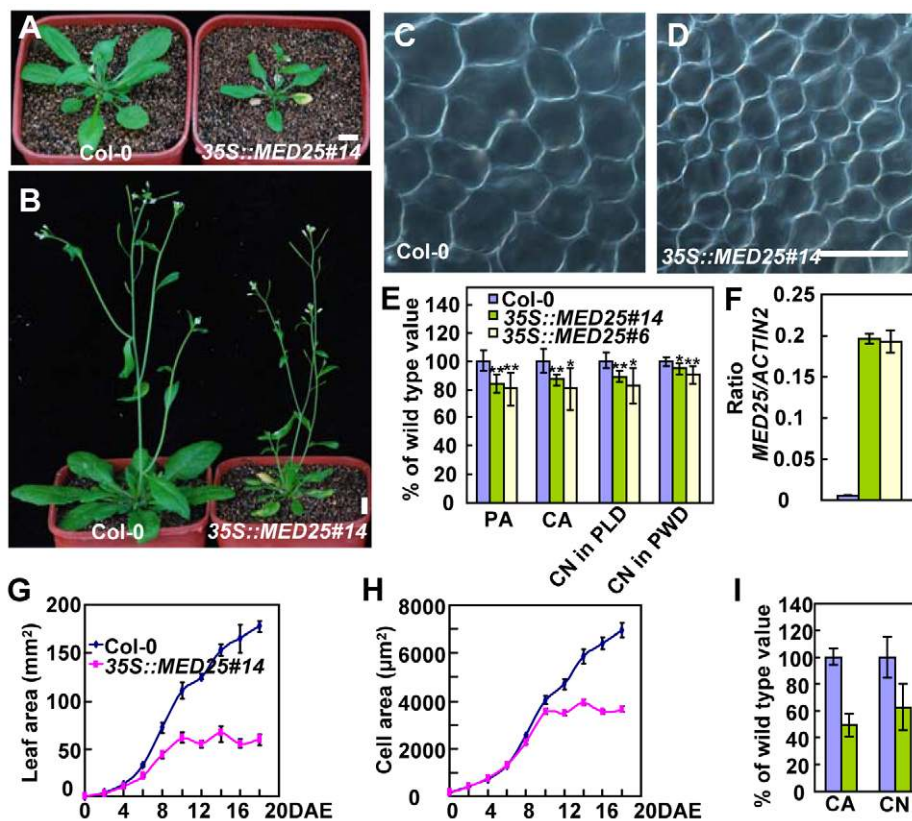 A
Col-0
35S::MED25#14
B
Col-0
35S::MED25#14
C
Col-0
D
35S::MED25#14
E
Col-0
35S::MED25#14
35S::MED25#6
% of wild type value
140
120
100
80
60
40
20
0
** ** ** * ** * * **
PA
CA
CN in PLD
CN in PWD
F
Ratio
MED25/ACTIN2
0.25
0.2
0.15
0.1
0.05
0
G
Leaf area (mm²)
200
150
100
50
0
Col-0
35S::MED25#14
0 4 8 12 16 20DAE
H
Cell area (µm²)
8000
6000
4000
2000
0
0 4 8 12 16 20DAE
I
% of wild type value
140
120
100
80
60
40
20
0
CA CN